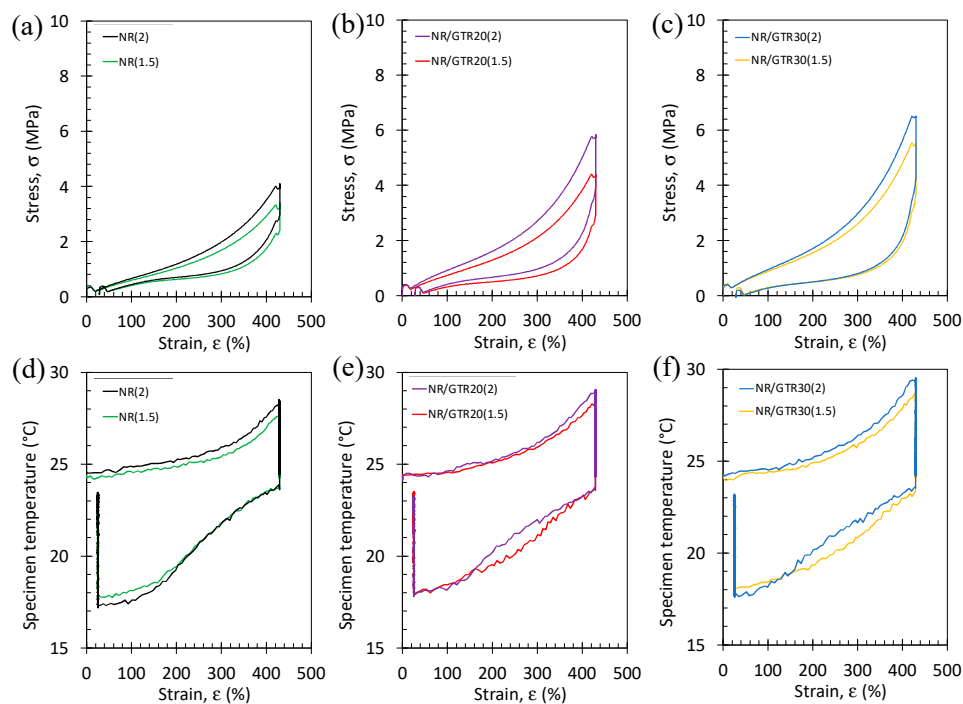 (a)
NR(2)
NR(1.5)
Stress, σ (MPa)
10
8
6
4
2
0
0 100 200 300 400 500
Strain, ε (%)
(b)
NR/GTR20(2)
NR/GTR20(1.5)
Stress, σ (MPa)
10
8
6
4
2
0
0 100 200 300 400 500
Strain, ε (%)
(c)
NR/GTR30(2)
NR/GTR30(1.5)
Stress, σ (MPa)
10
8
6
4
2
0
0 100 200 300 400 500
Strain, ε (%)
(d)
NR(2)
NR(1.5)
Specimen temperature (°C)
30
25
20
15
0 100 200 300 400 500
Strain, ε (%)
(e)
NR/GTR20(2)
NR/GTR20(1.5)
Specimen temperature (°C)
30
25
20
15
0 100 200 300 400 500
Strain, ε (%)
(f)
NR/GTR30(2)
NR/GTR30(1.5)
Specimen temperature (°C)
30
25
20
15
0 100 200 300 400 500
Strain, ε (%)